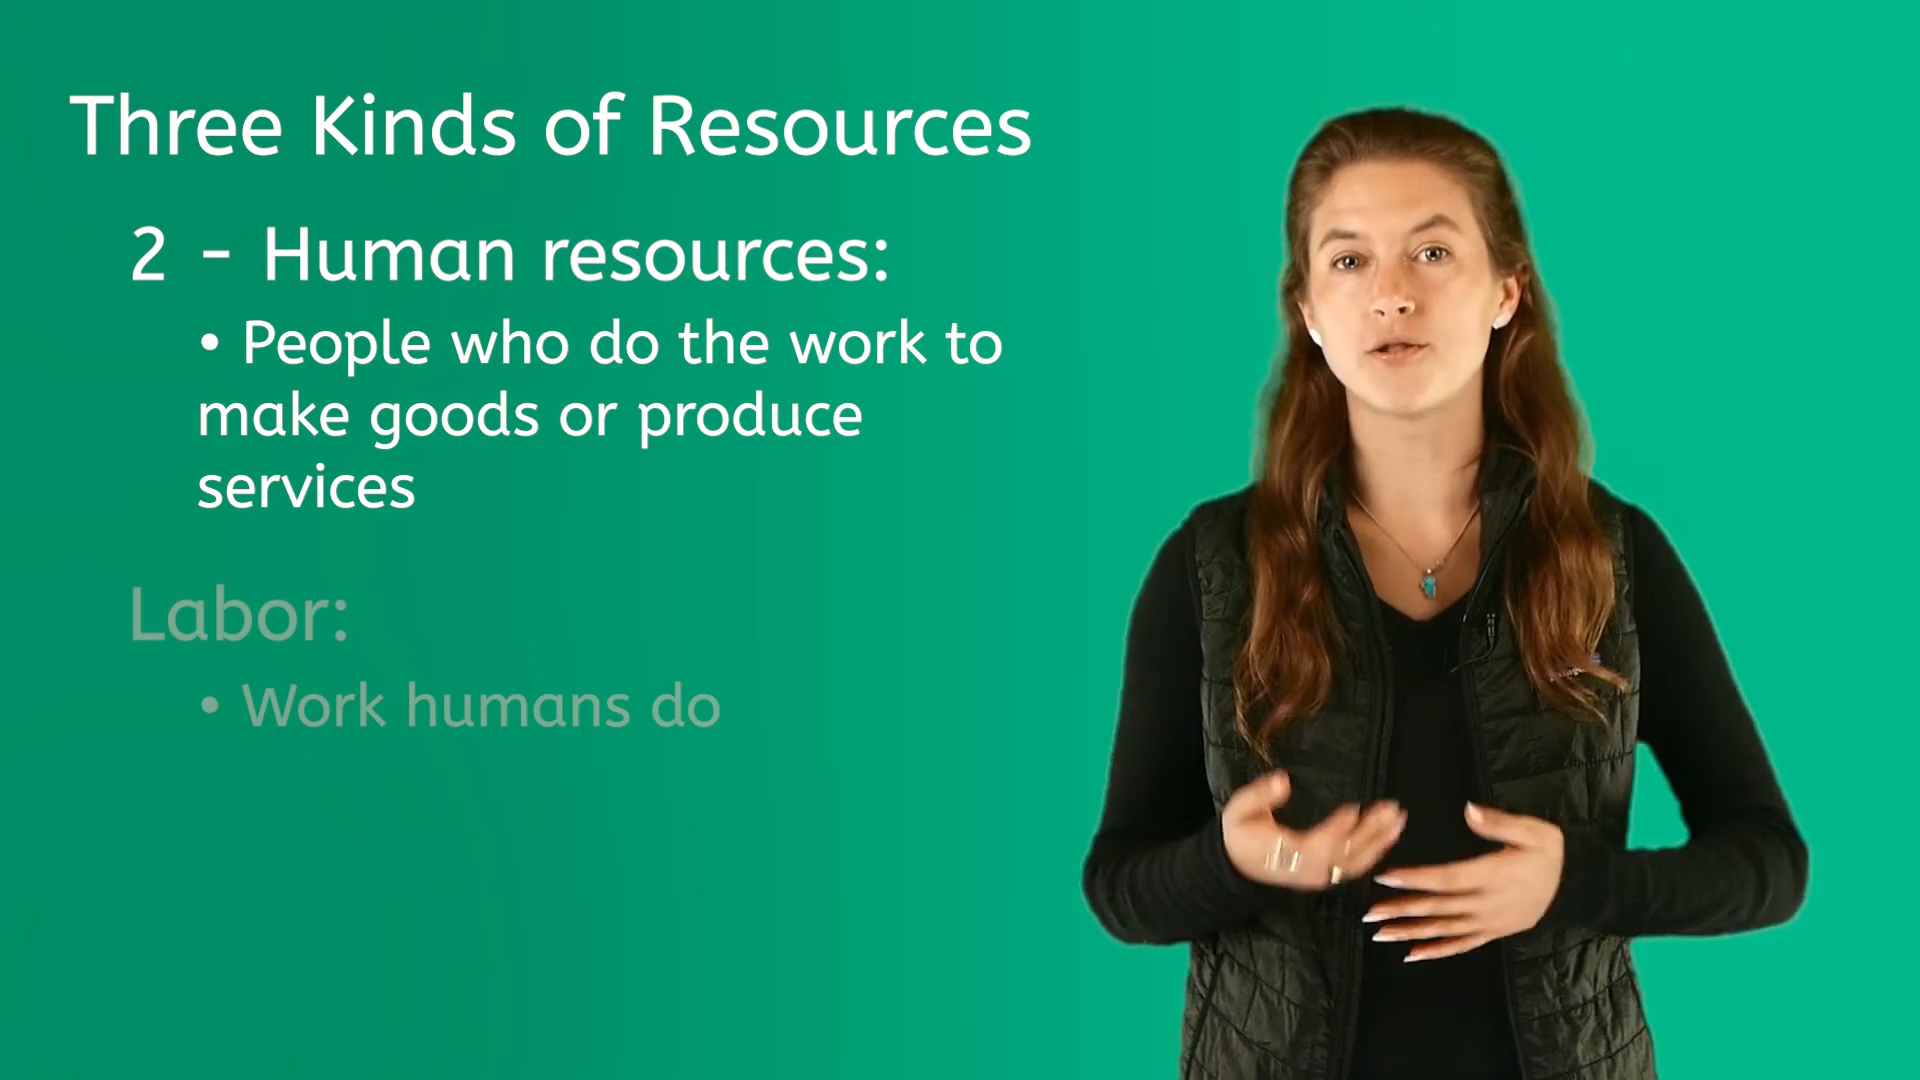 Three Kinds of Resources
2 - Human resources:
• People who do the work to
make goods or produce
services
Labor:
• Work humans do